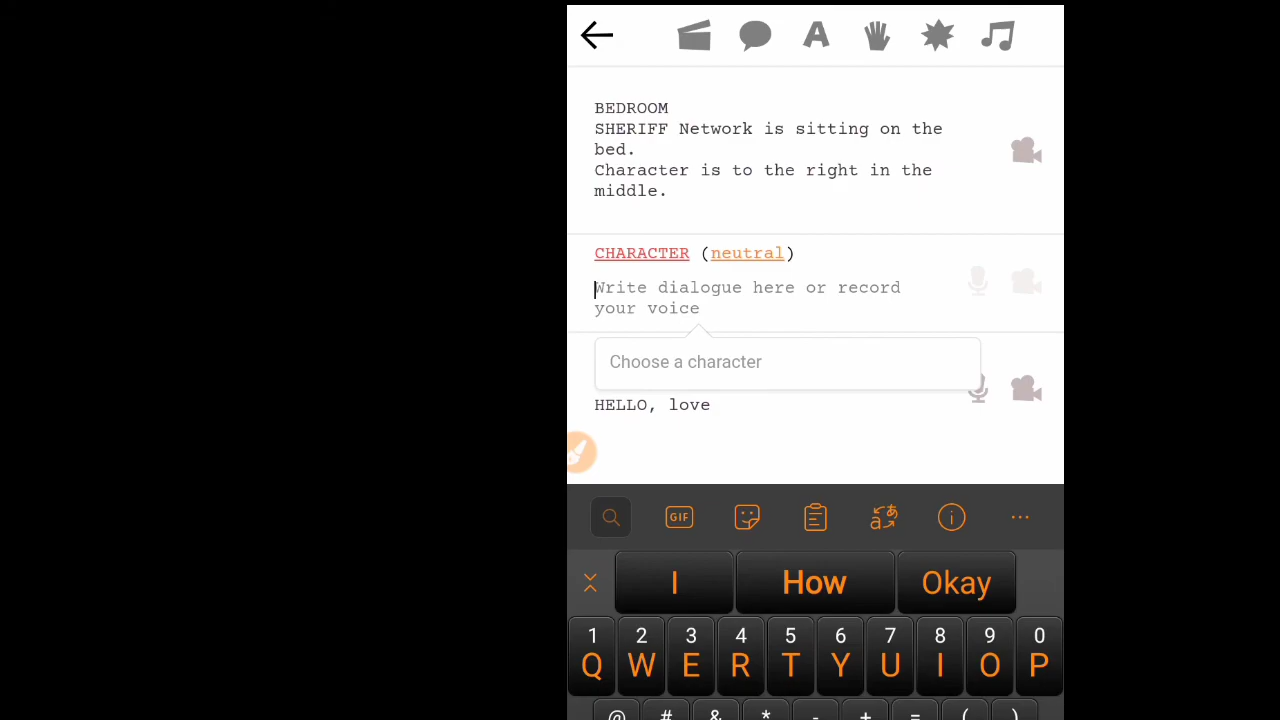 BEDROOM
SHERIFF Network is sitting on the
bed.
Character is to the right in the
middle.
CHARACTER (neutral)
Write dialogue here or record
your voice
Choose a character
HELLO, love
GIF
I How Okay
1 2 3 4 5 6 7 8 9 0
Q W E R T Y U I O P
@ # & * - + = ( )